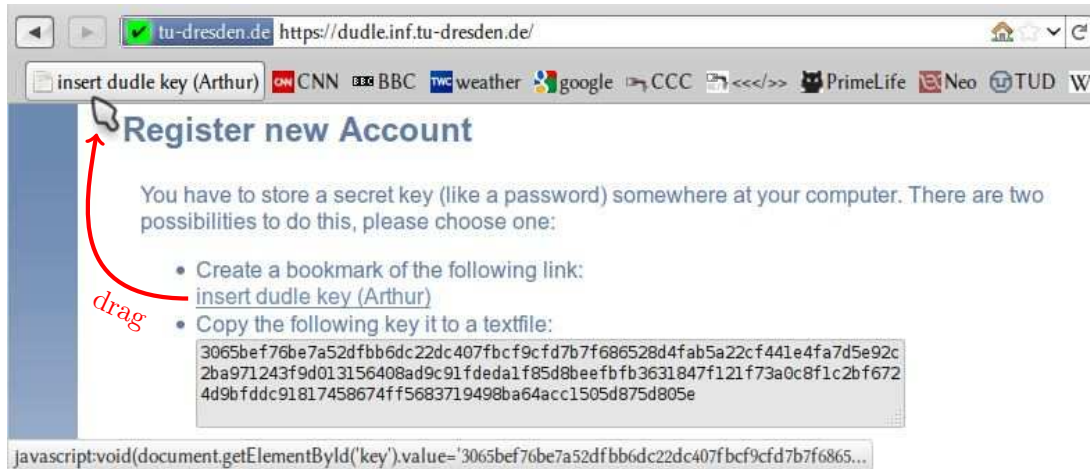 tu-dresden.de https://dudle.inf.tu-dresden.de/
insert dudle key (Arthur) CNN CNN BBC BBC TWC weather google CCC <<</>> PrimeLife Neo TUD W
Register new Account
You have to store a secret key (like a password) somewhere at your computer. There are two
possibilities to do this, please choose one:
• Create a bookmark of the following link:
insert dudle key (Arthur)
drag
• Copy the following key it to a textfile:
3065bef76be7a52dfbb6dc22dc407fbcf9cfd7b7f686528d4fab5a22cf441e4fa7d5e92c
2ba971243f9d013156408ad9c91fdeda1f85d8beefbfb3631847f121f73a0c8f1c2bf672
4d9bfddc91817458674ff5683719498ba64acc1505d875d805e
javascript:void(document.getElementById('key').value='3065bef76be7a52dfbb6dc22dc407fbcf9cfd7b7f6865...